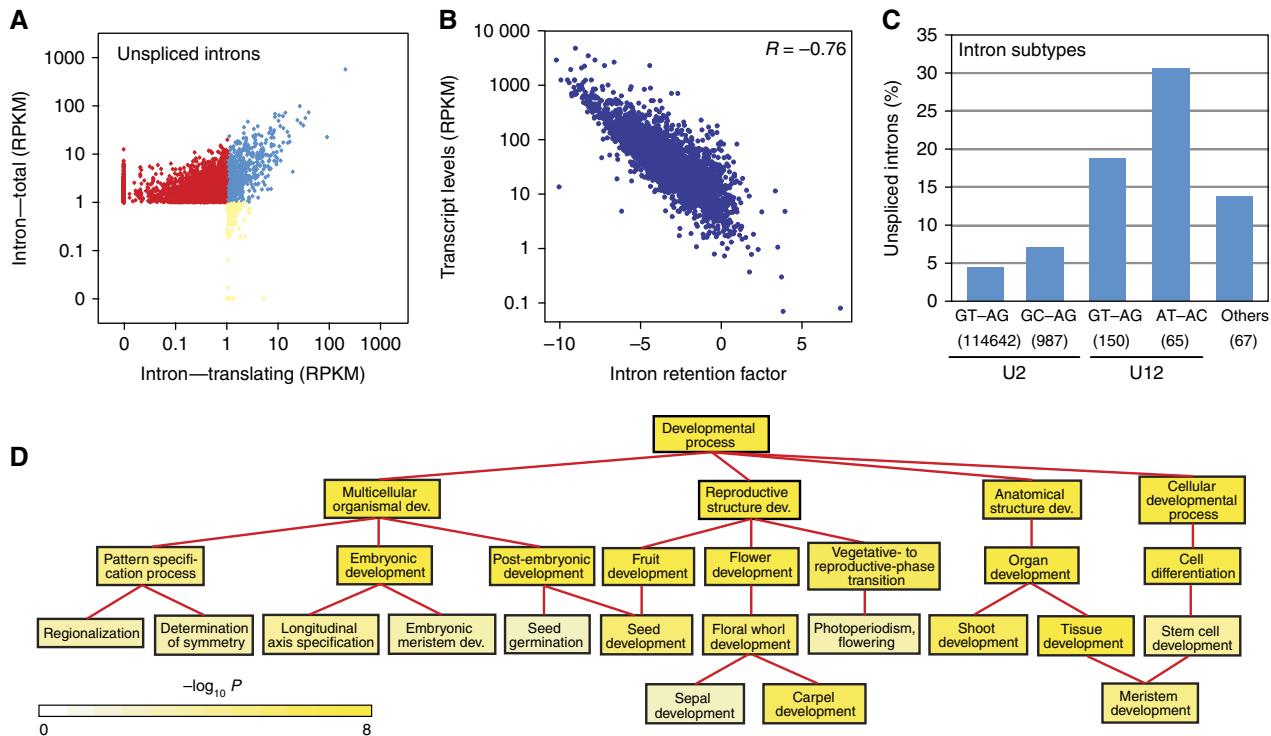 A
Unspliced introns
Intron—total (RPKM)
1000
100
10
1
0.1
0
0
0.1
1
10
100
1000
Intron—translating (RPKM)
B
R = −0.76
Transcript levels (RPKM)
10 000
1000
100
10
1
0.1
−10
−5
0
5
Intron retention factor
C
Intron subtypes
Unspliced introns (%)
35
30
25
20
15
10
5
0
GT–AG
GC–AG
GT–AG
AT–AC
Others
(114642)
(987)
(150)
(65)
(67)
U2
U12
D
Developmental
process
Multicellular
organismal dev.
Reproductive
structure dev.
Anatomical
structure dev.
Cellular
developmental
process
Pattern specifi-
cation process
Embryonic
development
Post-embryonic
development
Fruit
development
Flower
development
Vegetative- to
reproductive-phase
transition
Organ
development
Cell
differentiation
Regionalization
Determination
of symmetry
Longitudinal
axis specification
Embryonic
meristem dev.
Seed
germination
Seed
development
Floral whorl
development
Photoperiodism,
flowering
Shoot
development
Tissue
development
Stem cell
development
Sepal
development
Carpel
development
Meristem
development
−log10 P
0
8